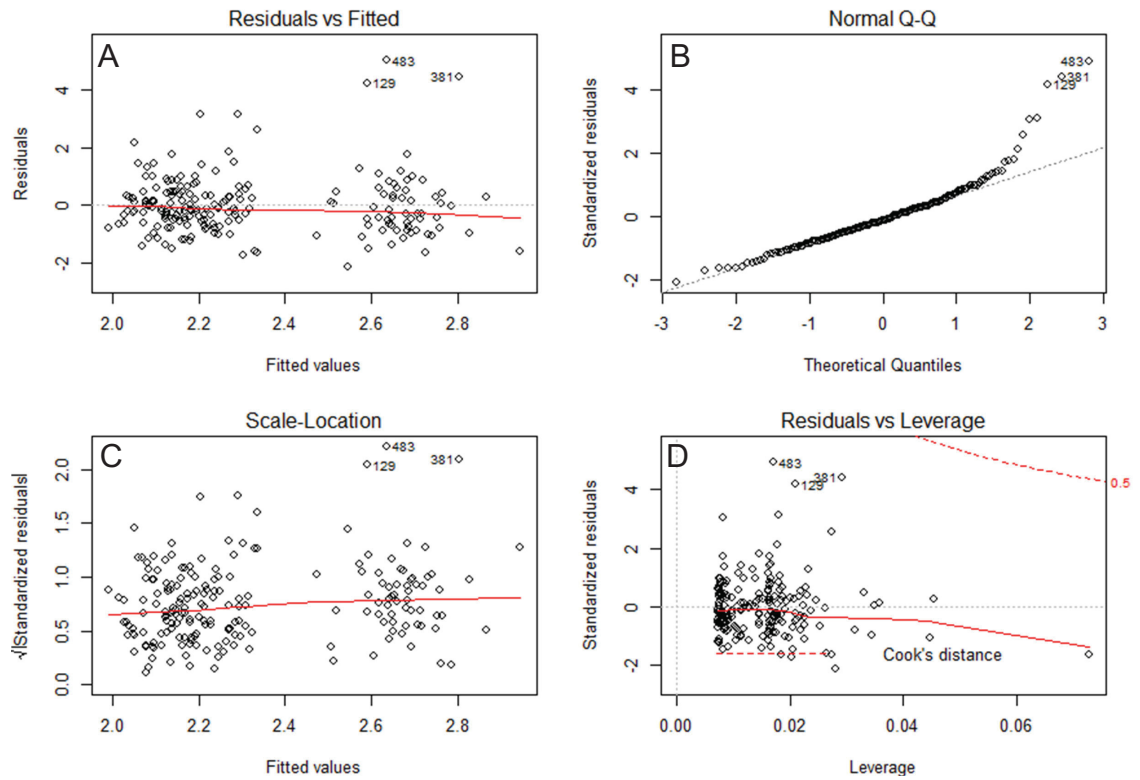 Residuals vs Fitted
A
483
381
129
Residuals
4
2
0
-2
2.0 2.2 2.4 2.6 2.8
Fitted values
Normal Q-Q
B
483
381
129
Standardized residuals
4
2
0
-2
-3 -2 -1 0 1 2 3
Theoretical Quantiles
Scale-Location
C
483
381
129
√|Standardized residuals|
2.0
1.5
1.0
0.5
0.0
2.0 2.2 2.4 2.6 2.8
Fitted values
Residuals vs Leverage
D
483
381
129
0.5
Standardized residuals
4
2
0
-2
Cook's distance
0.00 0.02 0.04 0.06
Leverage